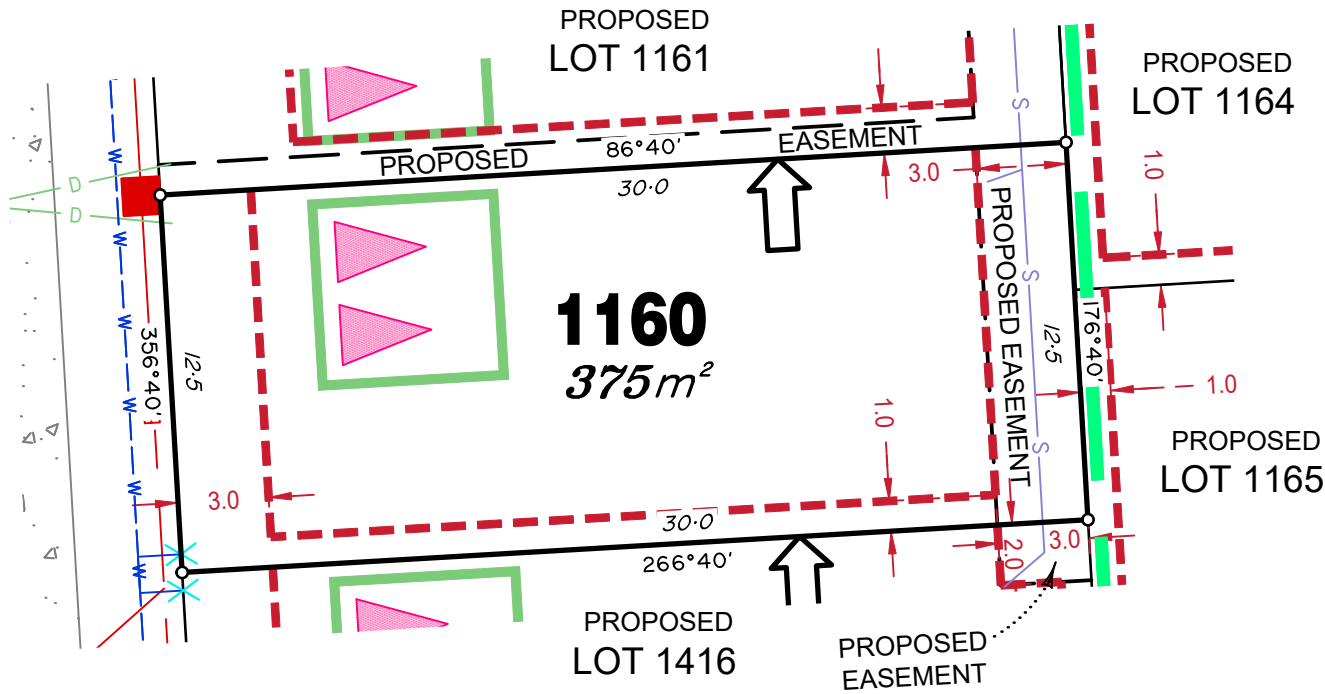 PROPOSED
LOT 1161
PROPOSED
LOT 1164
PROPOSED
EASEMENT
86°40'
30·0
3.0
1.0
S
W
D
D
W
S
PROPOSED EASEMENT
1160
375m²
356°40'
12·5
12·5
176°40'
W
1.0
1.0
S
PROPOSED
LOT 1165
3.0
W
30·0
266°40'
2.0
3.0
W
PROPOSED
LOT 1416
PROPOSED
EASEMENT